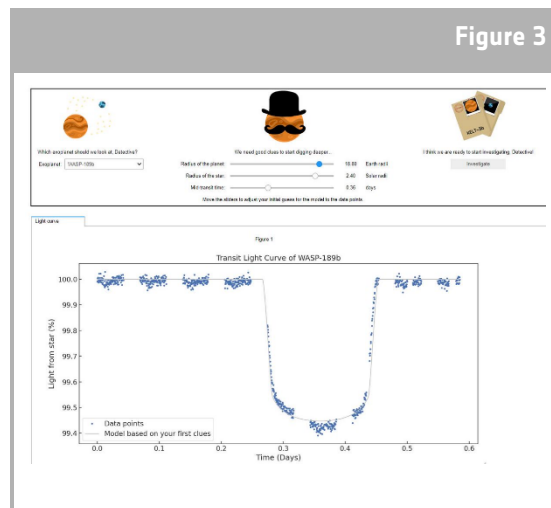 Figure 3
KELT-3b
Which exoplanet should we look at, Detective?
We need good clues to start digging deeper...
I think we are ready to start investigating, Detective!
Exoplanet: WASP-189b
Radius of the planet: Earth radii
Investigate
Radius of the star: 2.40 Solar radii
Mid-transit time: days
Move the sliders to adjust your initial guess for the model to the data points.
Light curve
Figure 1
Transit Light Curve of WASP-189b
Light from star (%)
100.0
99.9
99.8
99.7
99.6
99.5
99.4
Data points
Model based on your first clues
0.0 0.1 0.2 0.3 0.4 0.5 0.6
Time (Days)